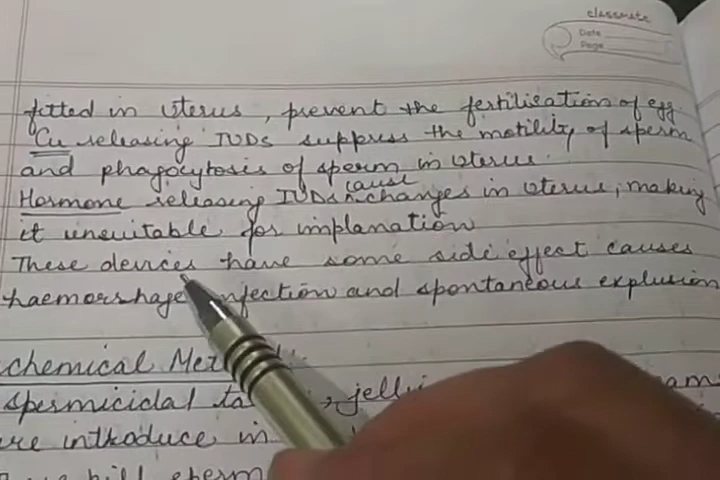 classmate
Date
Page
fitted in uterus, prevent the fertilisation of egg
Cu releasing IUDs suppress the motility of sperm
and phagocytosis of sperm in uterus.
Hormone releasing IUDs cause changes in uterus, making
it unsuitable for implanation
These devices have some side effect causes
haemorrhage infection and spontaneous explusion
chemical
spermicidal jelli
introduce in
kill sperm